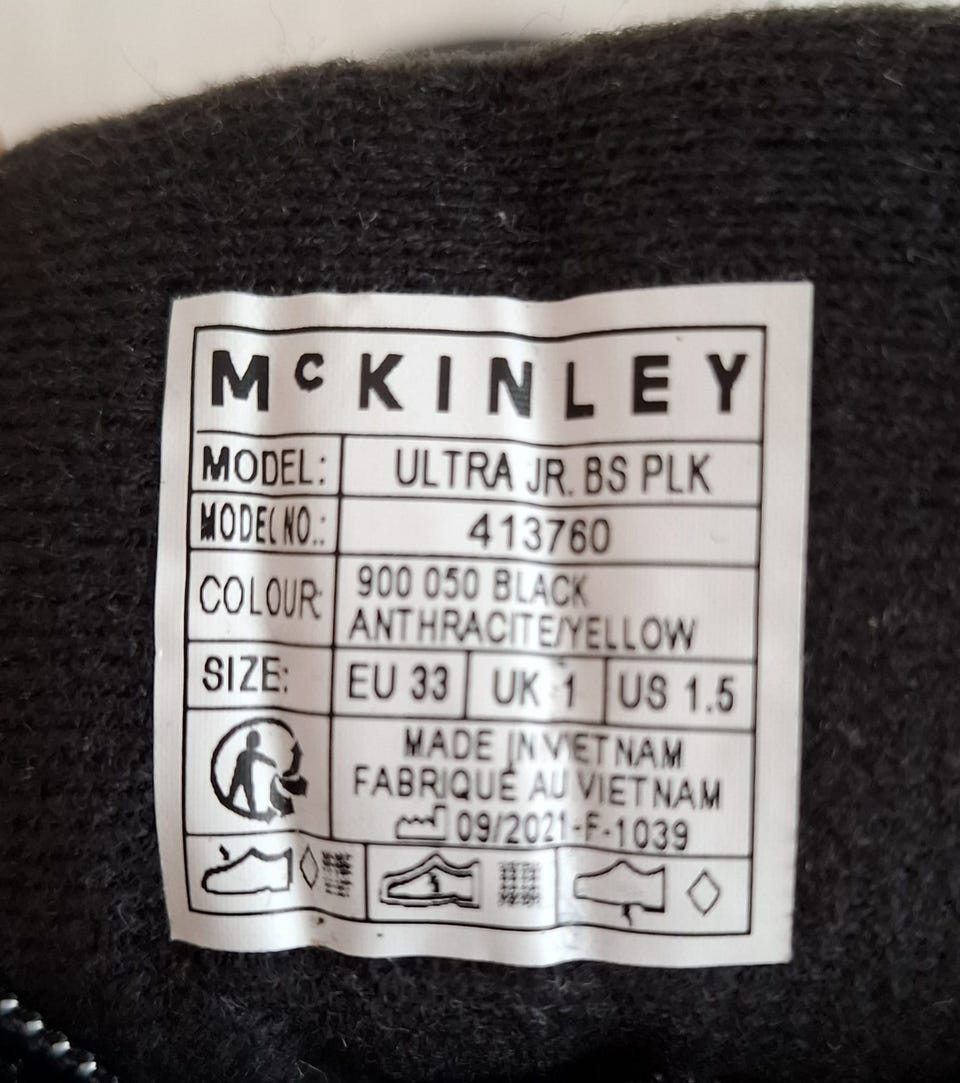 McKINLEY
MODEL: ULTRA JR. BS PLK
MODEL NO.: 413760
COLOUR: 900 050 BLACK
ANTHRACITE/YELLOW
SIZE: EU 33 UK 1 US 1.5
MADE IN VIETNAM
FABRIQUÉ AU VIETNAM
09/2021-F-1039